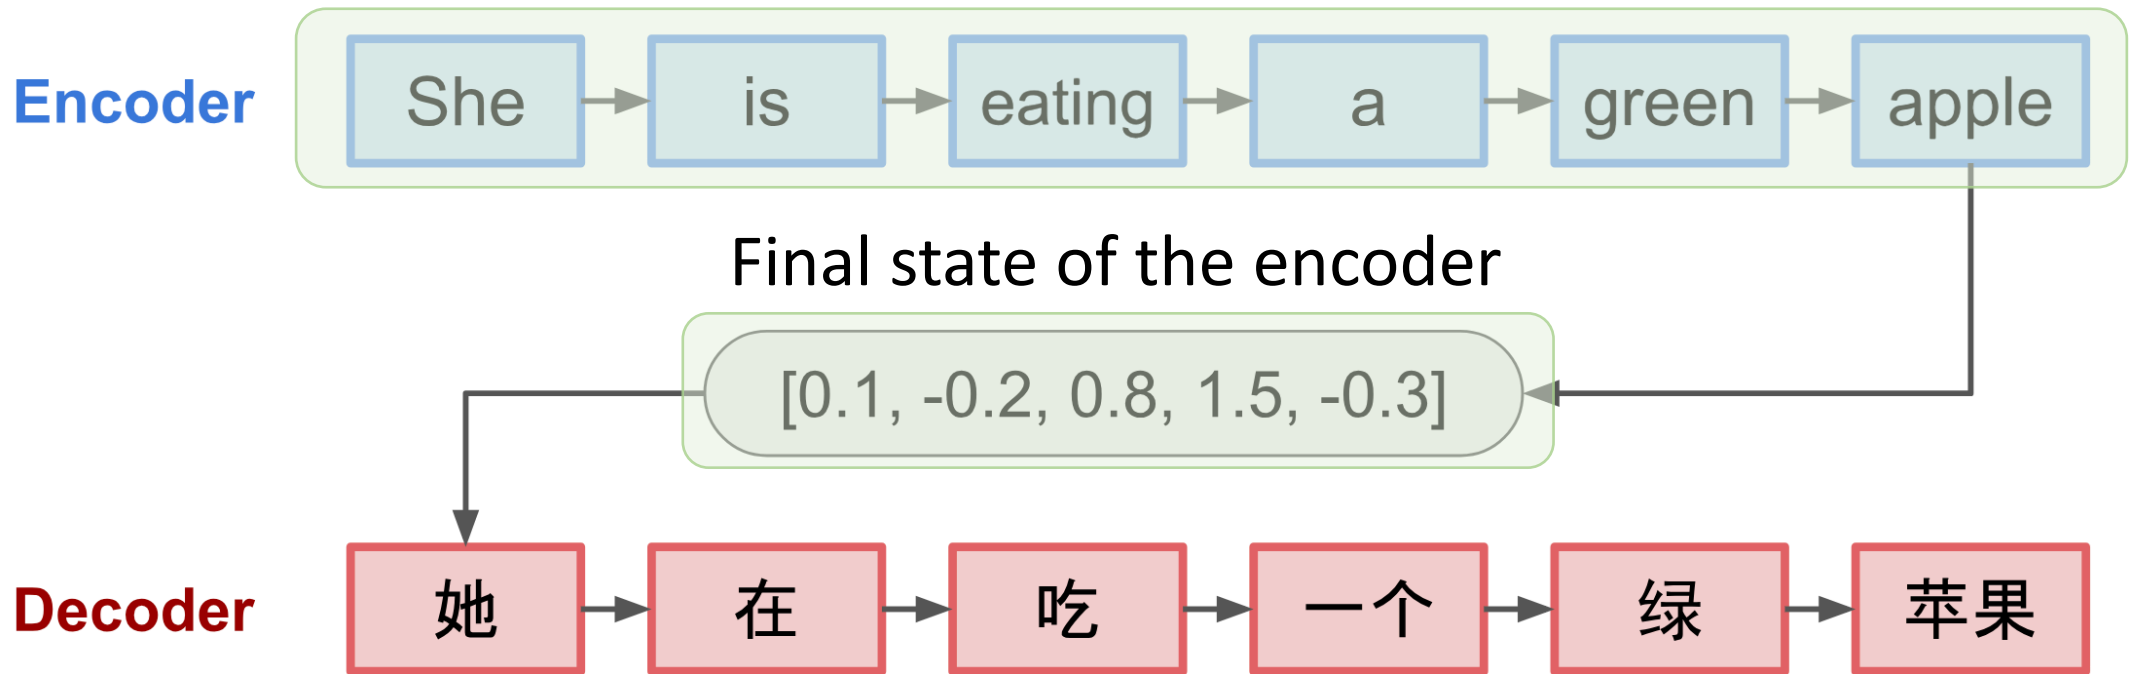 Encoder She is eating a green apple
Final state of the encoder
[0.1, -0.2, 0.8, 1.5, -0.3]
Decoder 她 在 吃 一个 绿 苹果